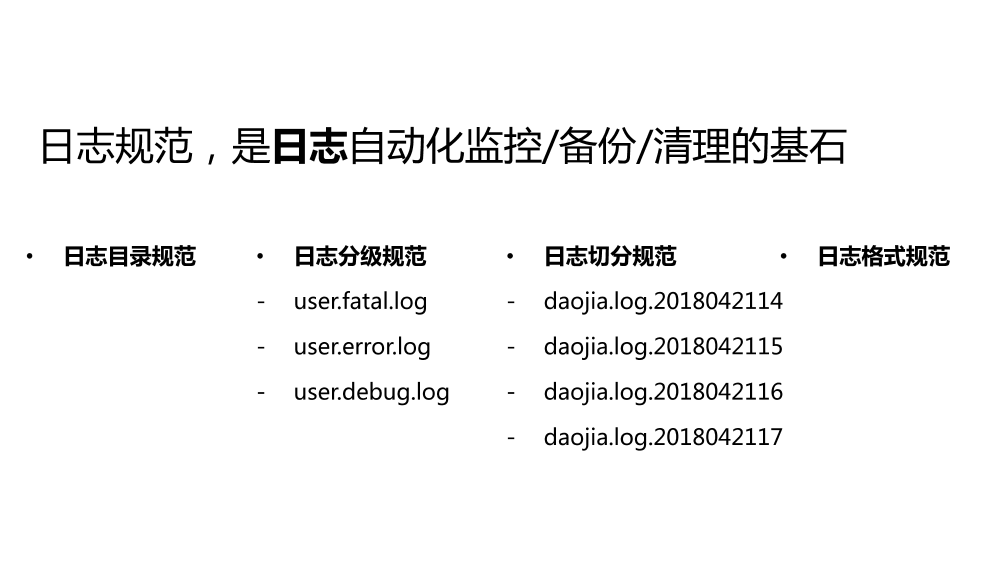 日志规范，是日志自动化监控/备份/清理的基石
• 日志目录规范
• 日志分级规范
- user.fatal.log
- user.error.log
- user.debug.log
• 日志切分规范
- daojia.log.2018042114
- daojia.log.2018042115
- daojia.log.2018042116
- daojia.log.2018042117
• 日志格式规范